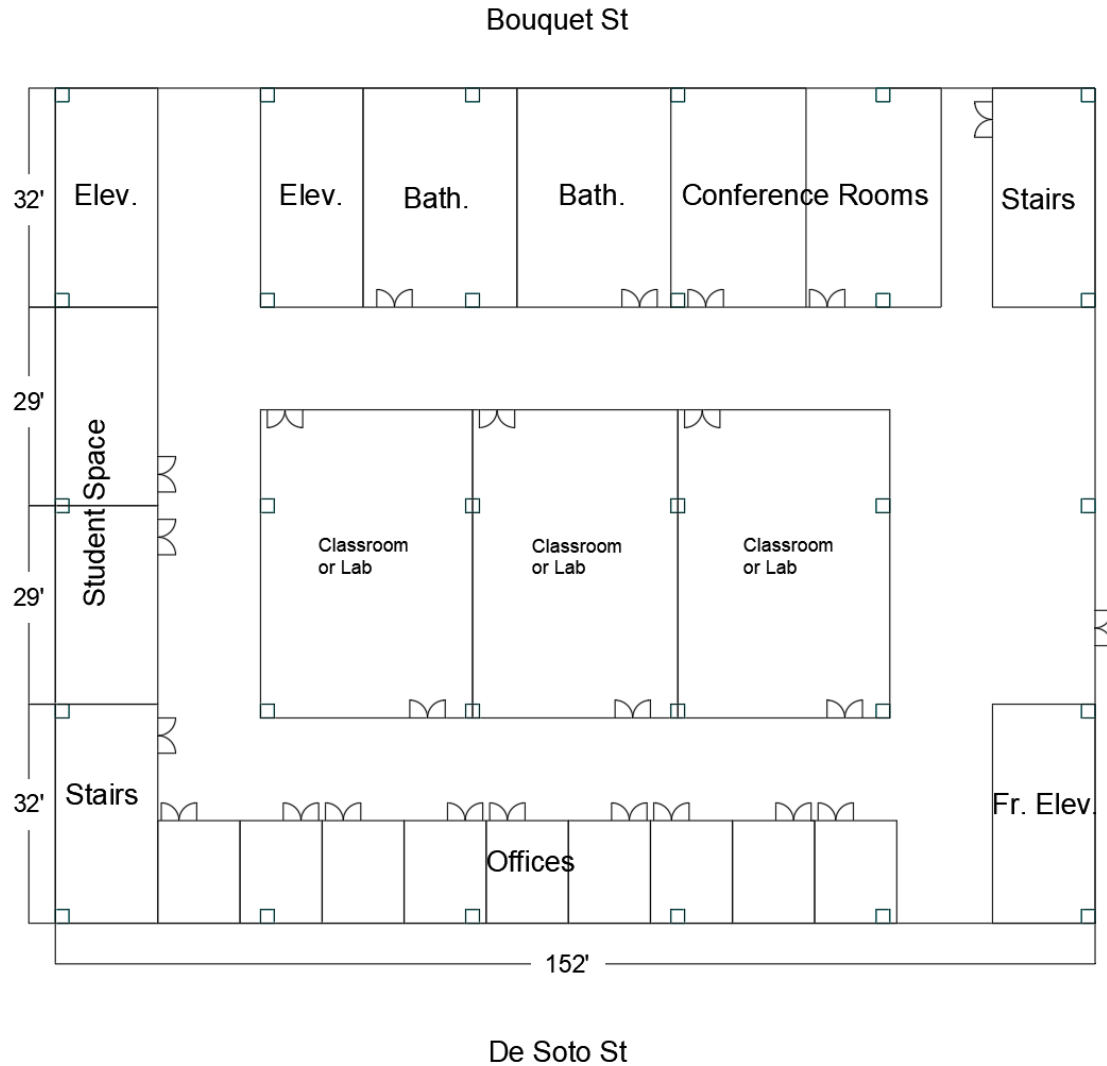 Bouquet St
32'
Elev.
Elev.
Bath.
Bath.
Conference Rooms
Stairs
29'
Student Space
29'
Classroom
or Lab
Classroom
or Lab
Classroom
or Lab
32'
Stairs
Offices
Fr. Elev.
152'
De Soto St